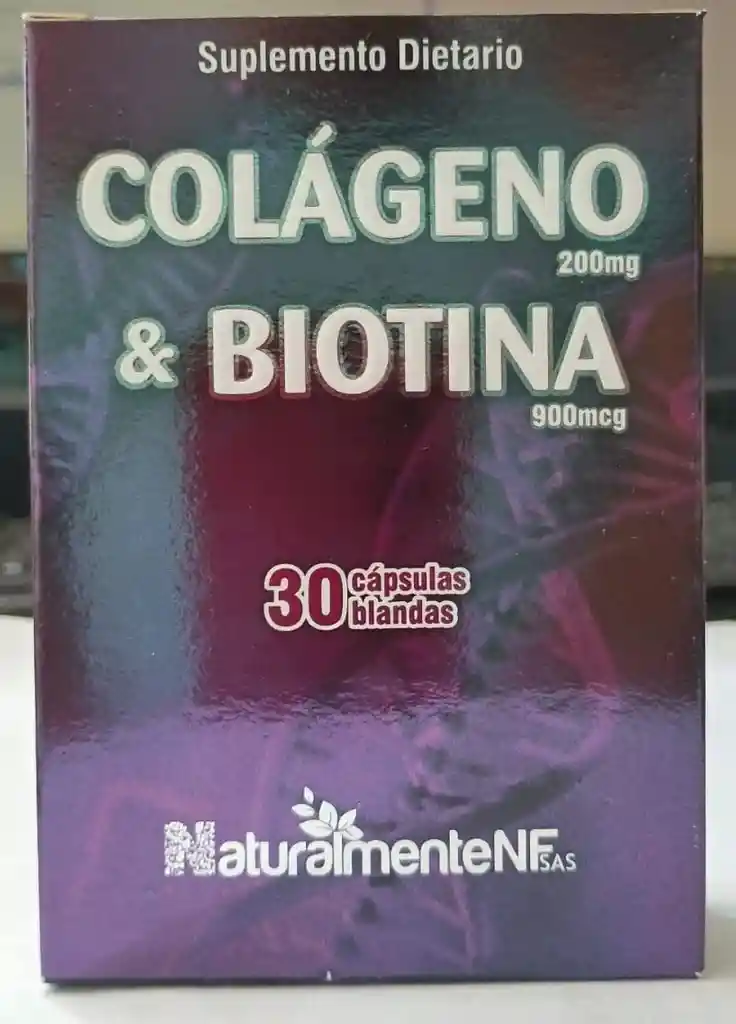 Suplemento Dietario
COLÁGENO
200mg
& BIOTINA
900mcg
30 cápsulas
blandas
NaturalmenteNF SAS